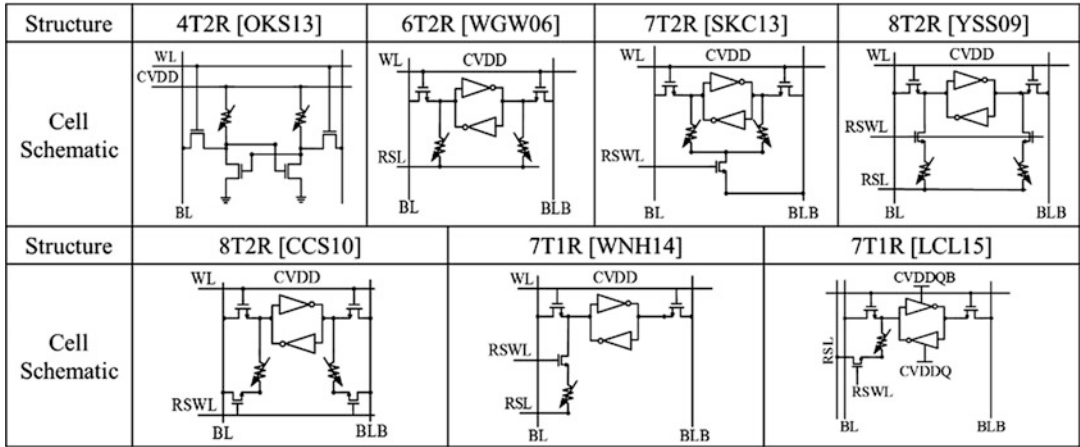 Structure 4T2R [OKS13] 6T2R [WGW06] 7T2R [SKC13] 8T2R [YSS09]
Cell Schematic
WL
CVDD
BL
WL CVDD
RSL
BL BLB
WL CVDD
RSWL
BL BLB
WL CVDD
RSWL
RSL
BL BLB
Structure 8T2R [CCS10] 7T1R [WNH14] 7T1R [LCL15]
Cell Schematic
WL CVDD
RSWL
BL BLB
WL CVDD
RSWL
RSL
BL BLB
CVDDQB
RSL
CVDDQ
RSWL
BL BLB